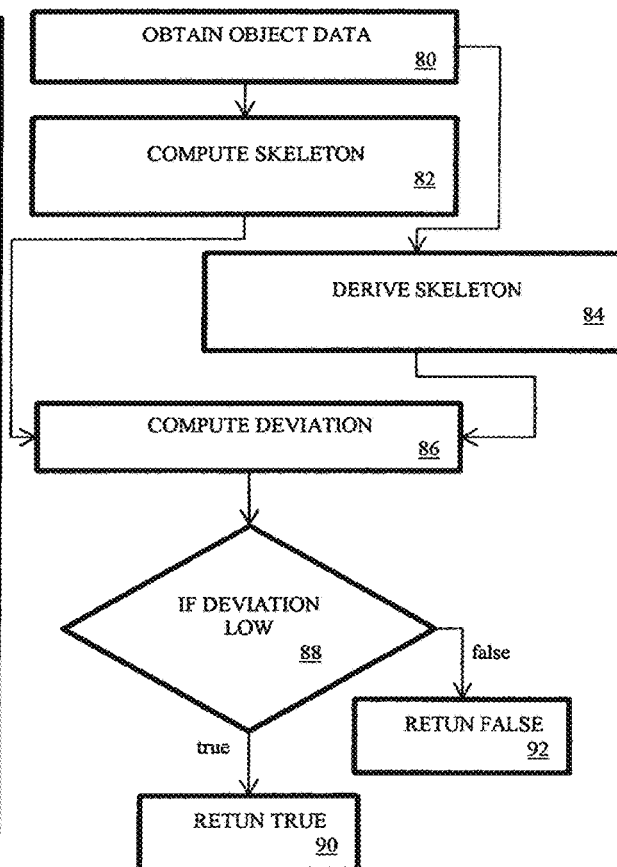 OBTAIN OBJECT DATA
80
COMPUTE SKELETON
82
DERIVE SKELETON
84
COMPUTE DEVIATION
86
IF DEVIATION
LOW
88
false
RETUN FALSE
92
true
RETUN TRUE
90